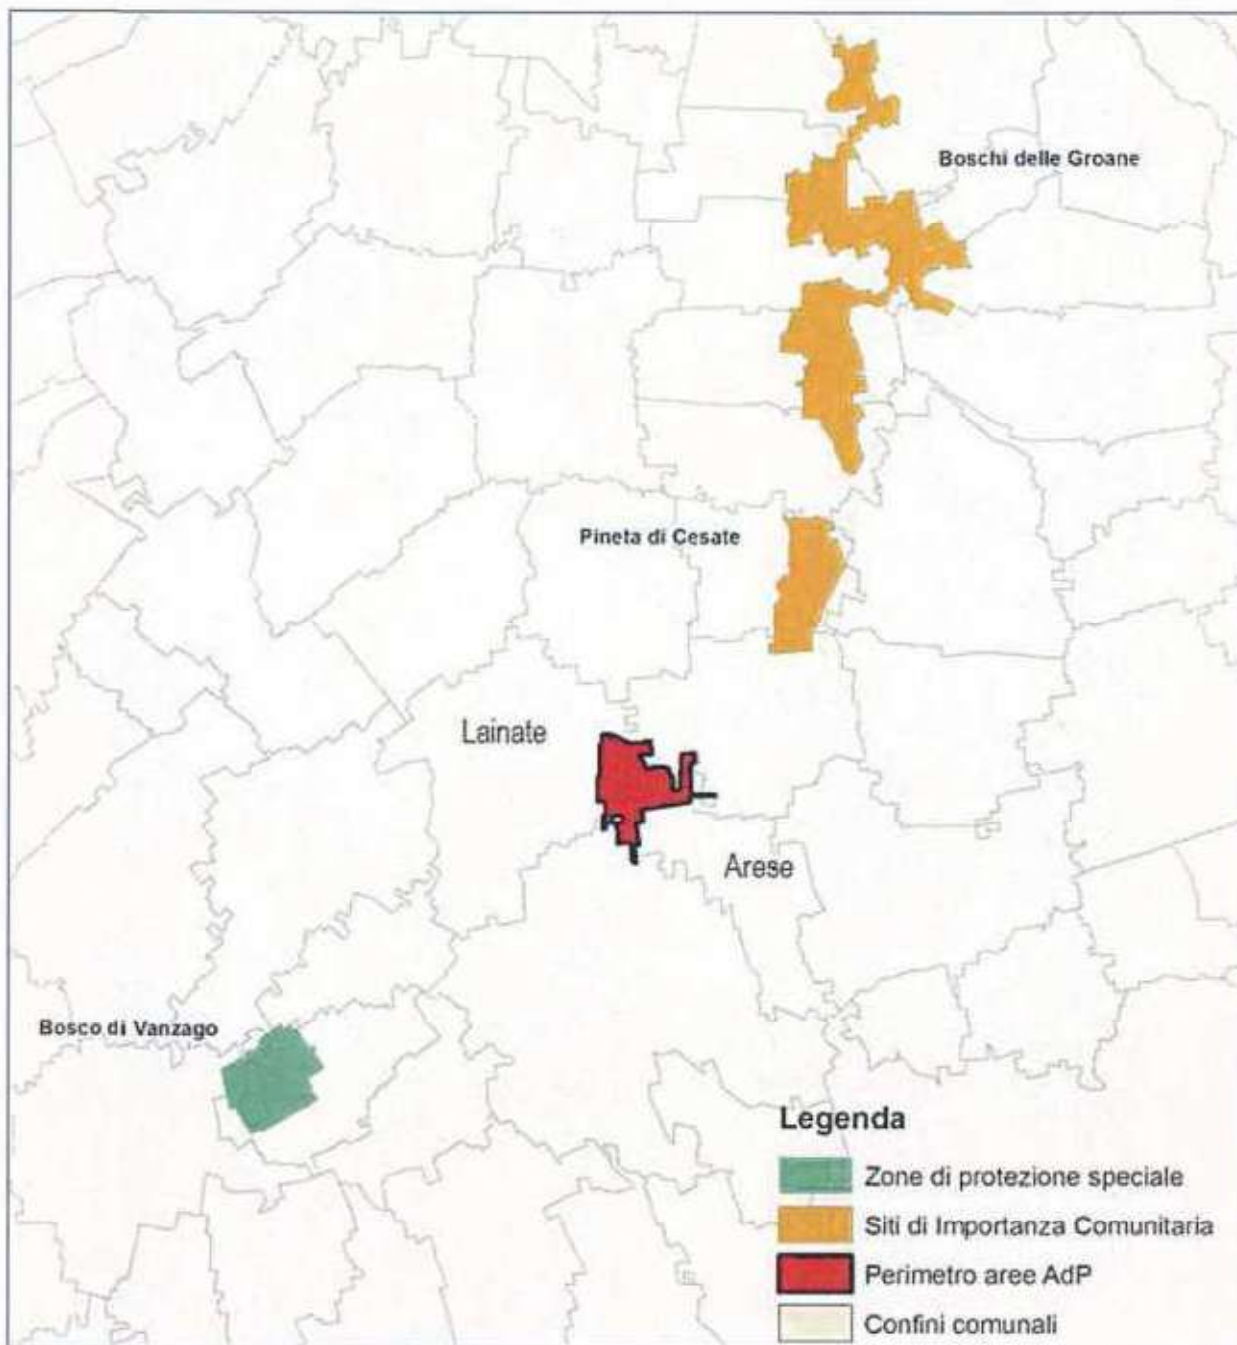 Boschi delle Groane
Pineta di Cesate
Lainate
Arese
Bosco di Vanzago
Legenda
Zone di protezione speciale
Siti di Importanza Comunitaria
Perimetro aree AdP
Confini comunali